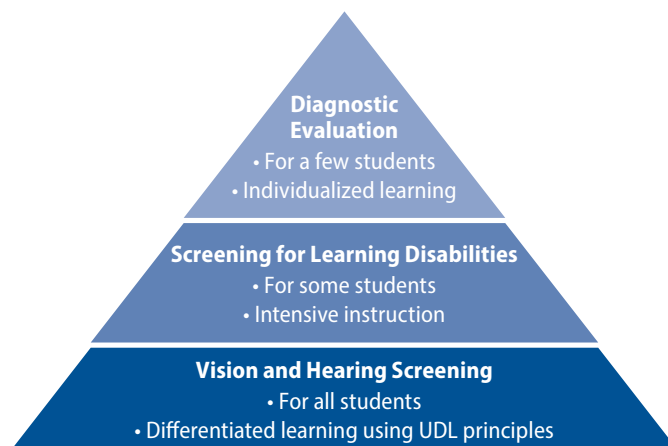 Diagnostic
Evaluation
• For a few students
• Individualized learning
Screening for Learning Disabilities
• For some students
• Intensive instruction
Vision and Hearing Screening
• For all students
• Differentiated learning using UDL principles